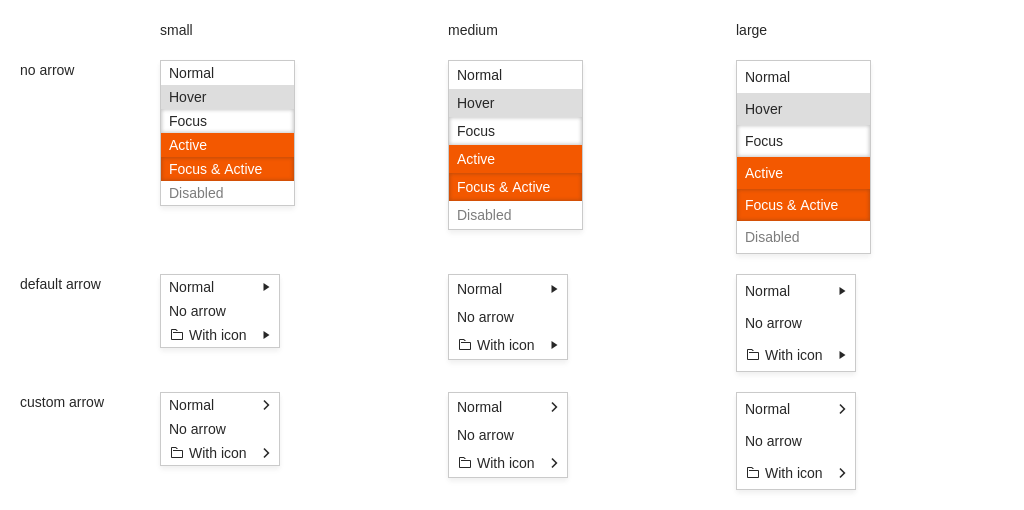 small medium large
no arrow
Normal
Hover
Focus
Active
Focus & Active
Disabled
Normal
Hover
Focus
Active
Focus & Active
Disabled
Normal
Hover
Focus
Active
Focus & Active
Disabled
default arrow
Normal
No arrow
With icon
Normal
No arrow
With icon
Normal
No arrow
With icon
custom arrow
Normal
No arrow
With icon
Normal
No arrow
With icon
Normal
No arrow
With icon